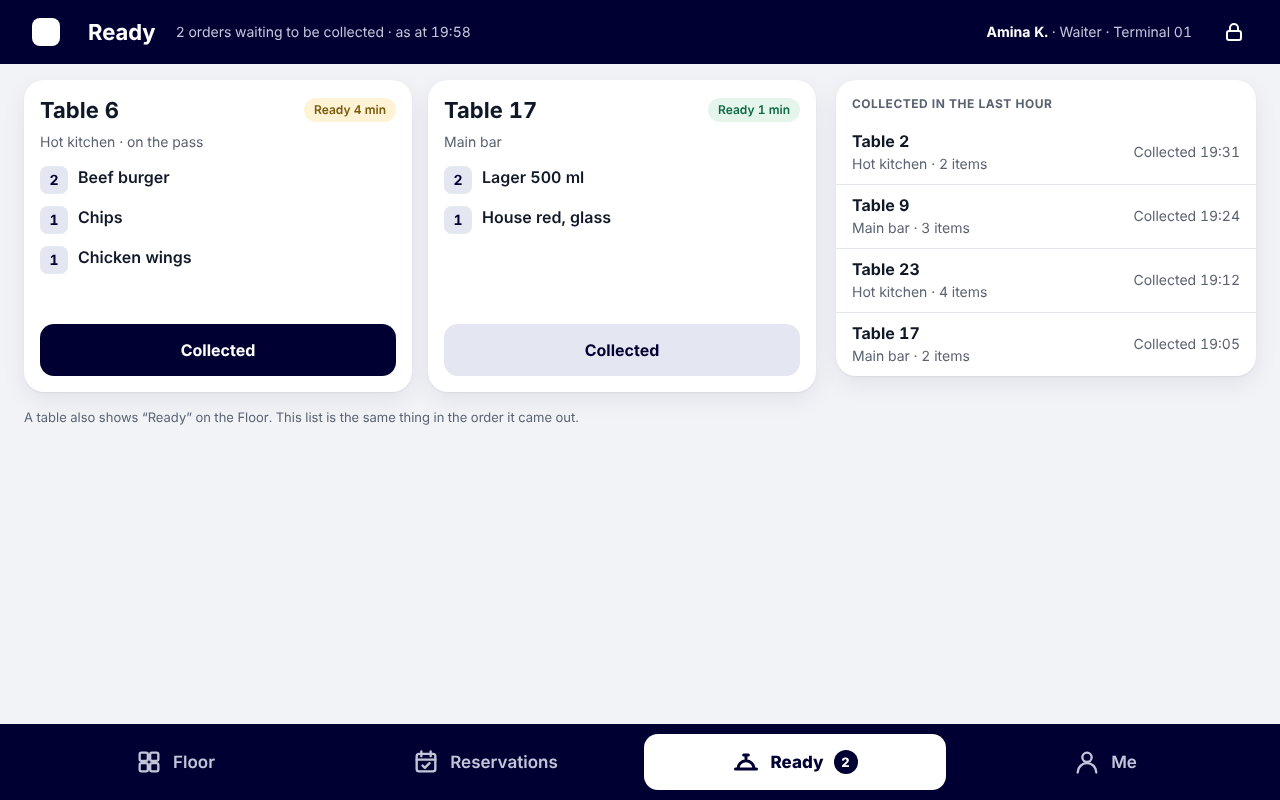 Ready
2 orders waiting to be collected · as at 19:58
Amina K. · Waiter · Terminal 01
Table 6
Ready 4 min
Hot kitchen · on the pass
2 Beef burger
1 Chips
1 Chicken wings
Collected
Table 17
Ready 1 min
Main bar
2 Lager 500 ml
1 House red, glass
Collected
COLLECTED IN THE LAST HOUR
Table 2
Hot kitchen · 2 items
Collected 19:31
Table 9
Main bar · 3 items
Collected 19:24
Table 23
Hot kitchen · 4 items
Collected 19:12
Table 17
Main bar · 2 items
Collected 19:05
A table also shows “Ready” on the Floor. This list is the same thing in the order it came out.
Floor
Reservations
Ready 2
Me